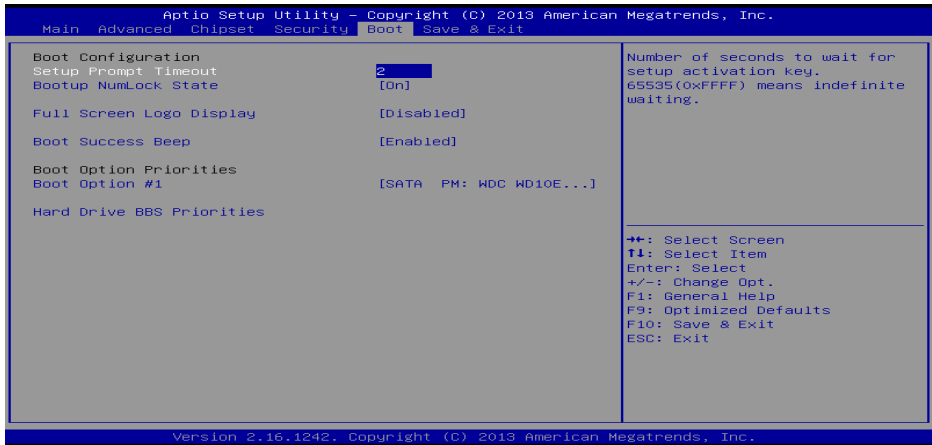 Aptio Setup Utility – Copyright (C) 2013 American Megatrends, Inc.
Main Advanced Chipset Security Boot Save & Exit
Boot Configuration
Setup Prompt Timeout 2
Bootup NumLock State [On]
Full Screen Logo Display [Disabled]
Boot Success Beep [Enabled]
Boot Option Priorities
Boot Option #1 [SATA PM: WDC WD10E...]
Hard Drive BBS Priorities
Number of seconds to wait for
setup activation key.
65535(0xFFFF) means indefinite
waiting.
→←: Select Screen
↑↓: Select Item
Enter: Select
+/-: Change Opt.
F1: General Help
F9: Optimized Defaults
F10: Save & Exit
ESC: Exit
Version 2.16.1242. Copyright (C) 2013 American Megatrends, Inc.